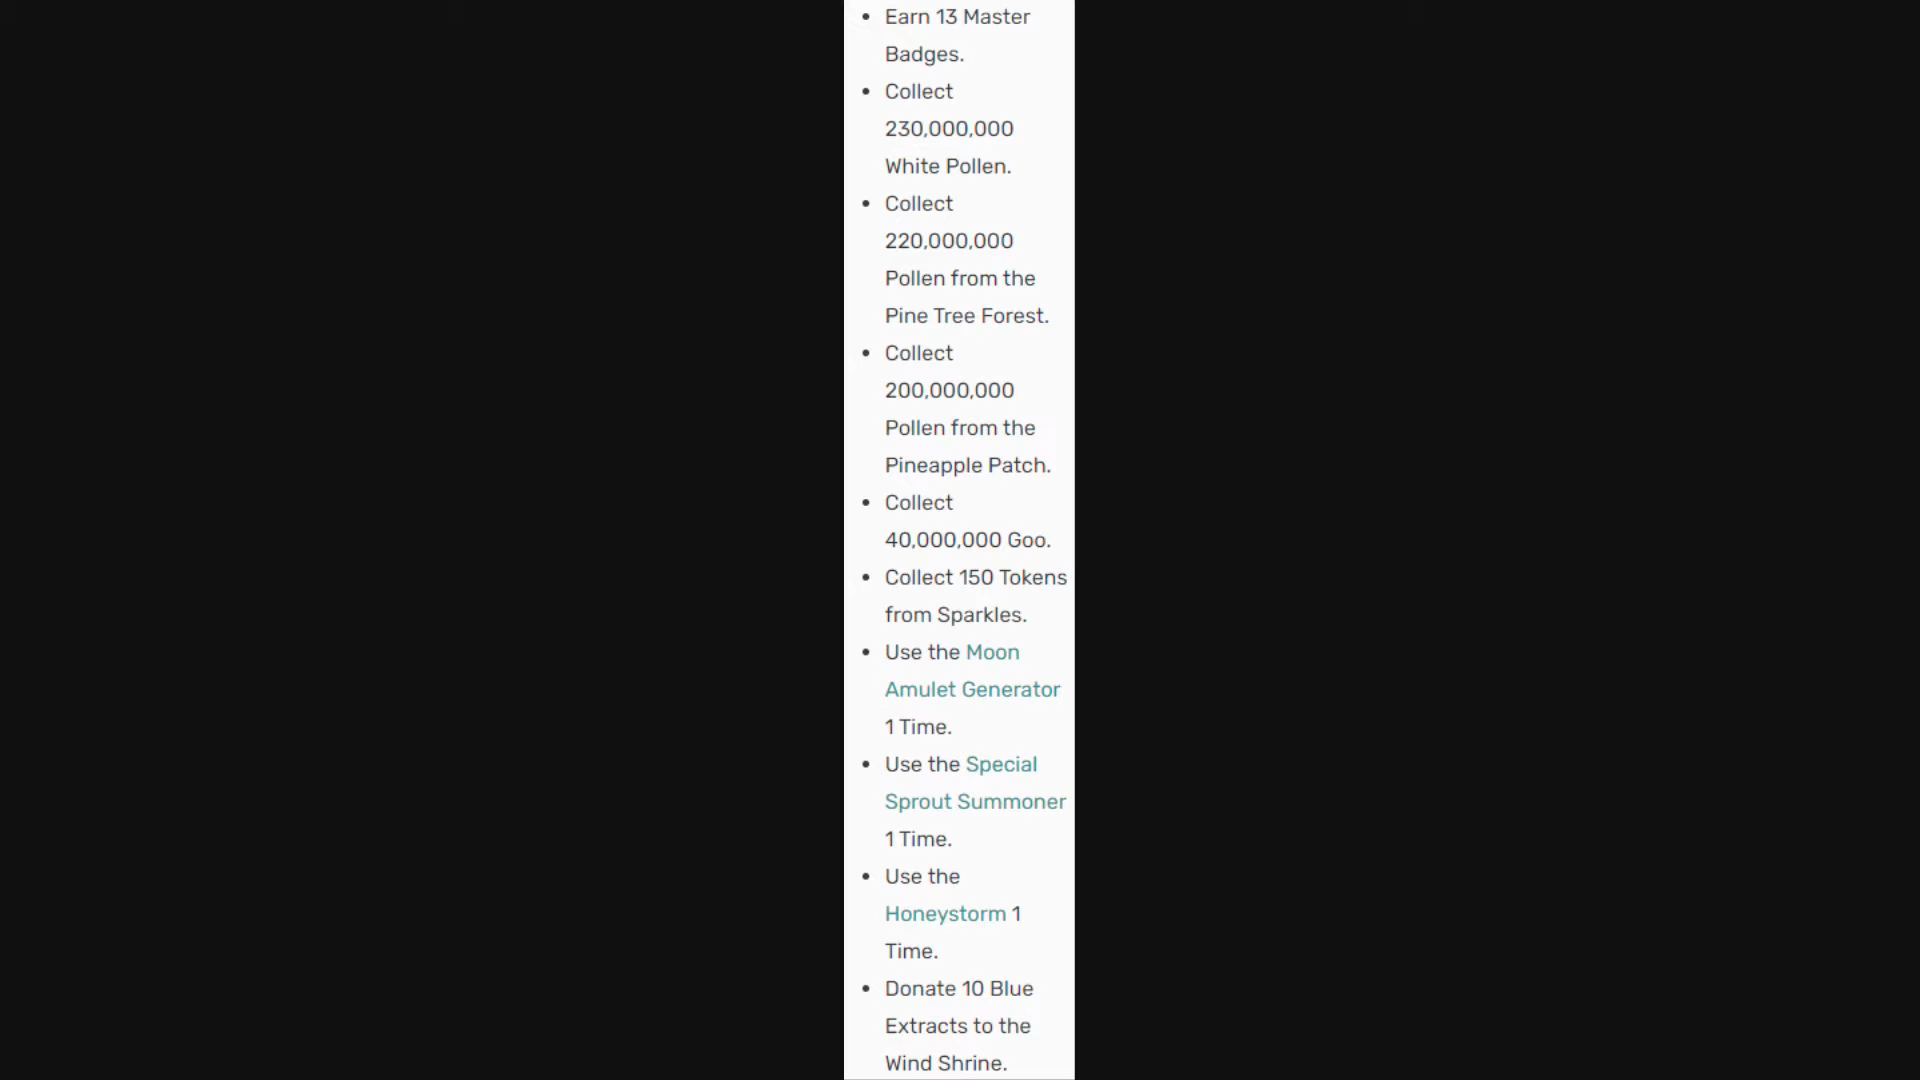 Earn 13 Master
Badges.
Collect
230,000,000
White Pollen.
Collect
220,000,000
Pollen from the
Pine Tree Forest.
Collect
200,000,000
Pollen from the
Pineapple Patch.
Collect
40,000,000 Goo.
Collect 150 Tokens
from Sparkles.
Use the Moon
Amulet Generator
1 Time.
Use the Special
Sprout Summoner
1 Time.
Use the
Honeystorm 1
Time.
Donate 10 Blue
Extracts to the
Wind Shrine.